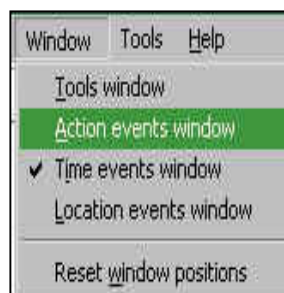 Window Tools Help
Tools window
Action events window
Time events window
Location events window
Reset window positions